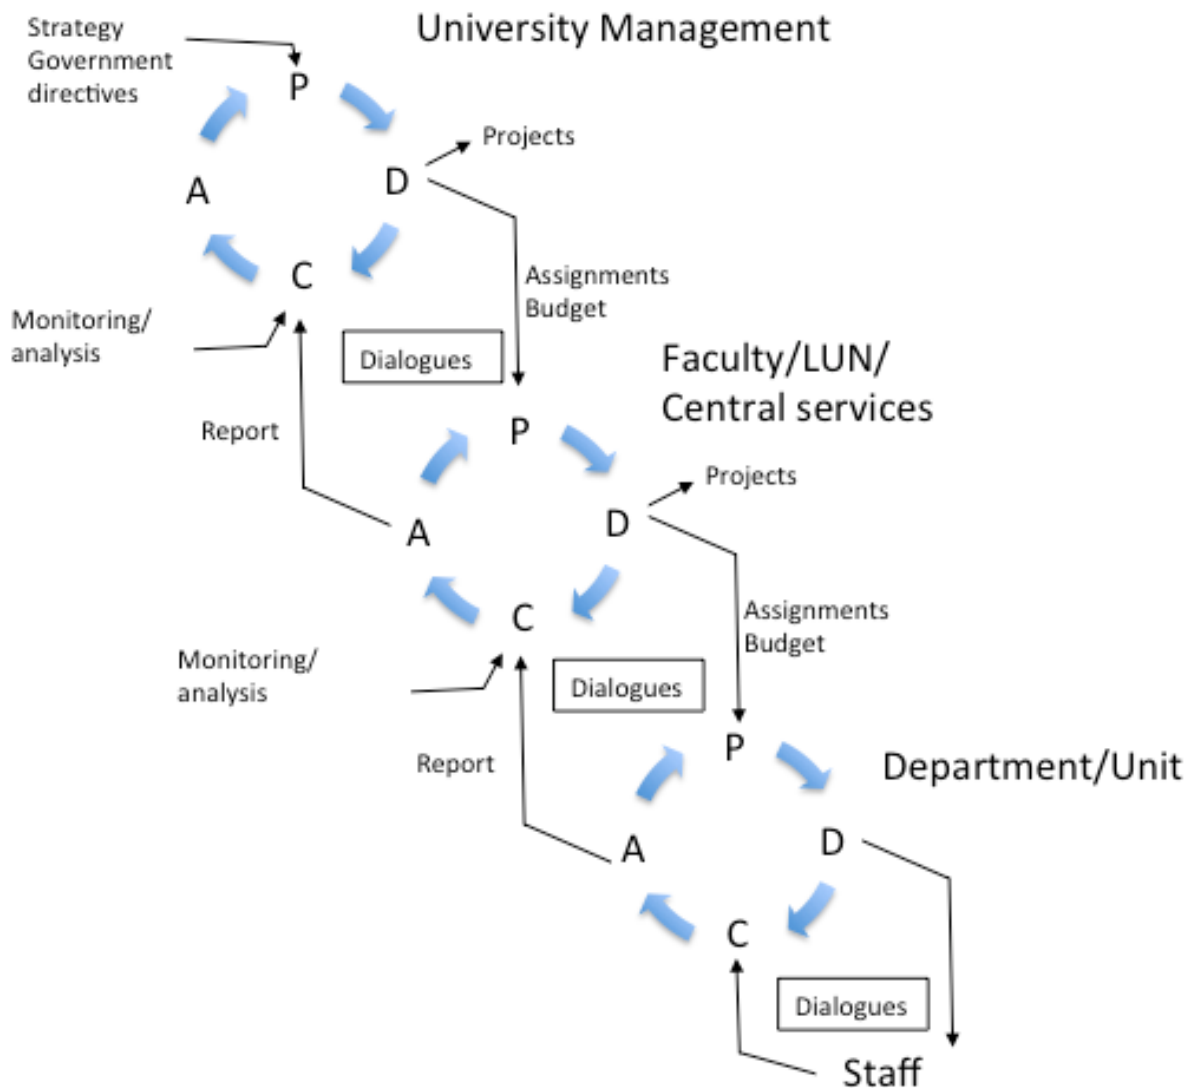 Strategy
Government
directives
University Management
P
Projects
D
A
C
Assignments
Budget
Monitoring/
analysis
Dialogues
Faculty/LUN/
Central services
Report
P
Projects
D
A
C
Assignments
Budget
Monitoring/
analysis
Dialogues
Report
P
Department/Unit
D
A
C
Dialogues
Staff